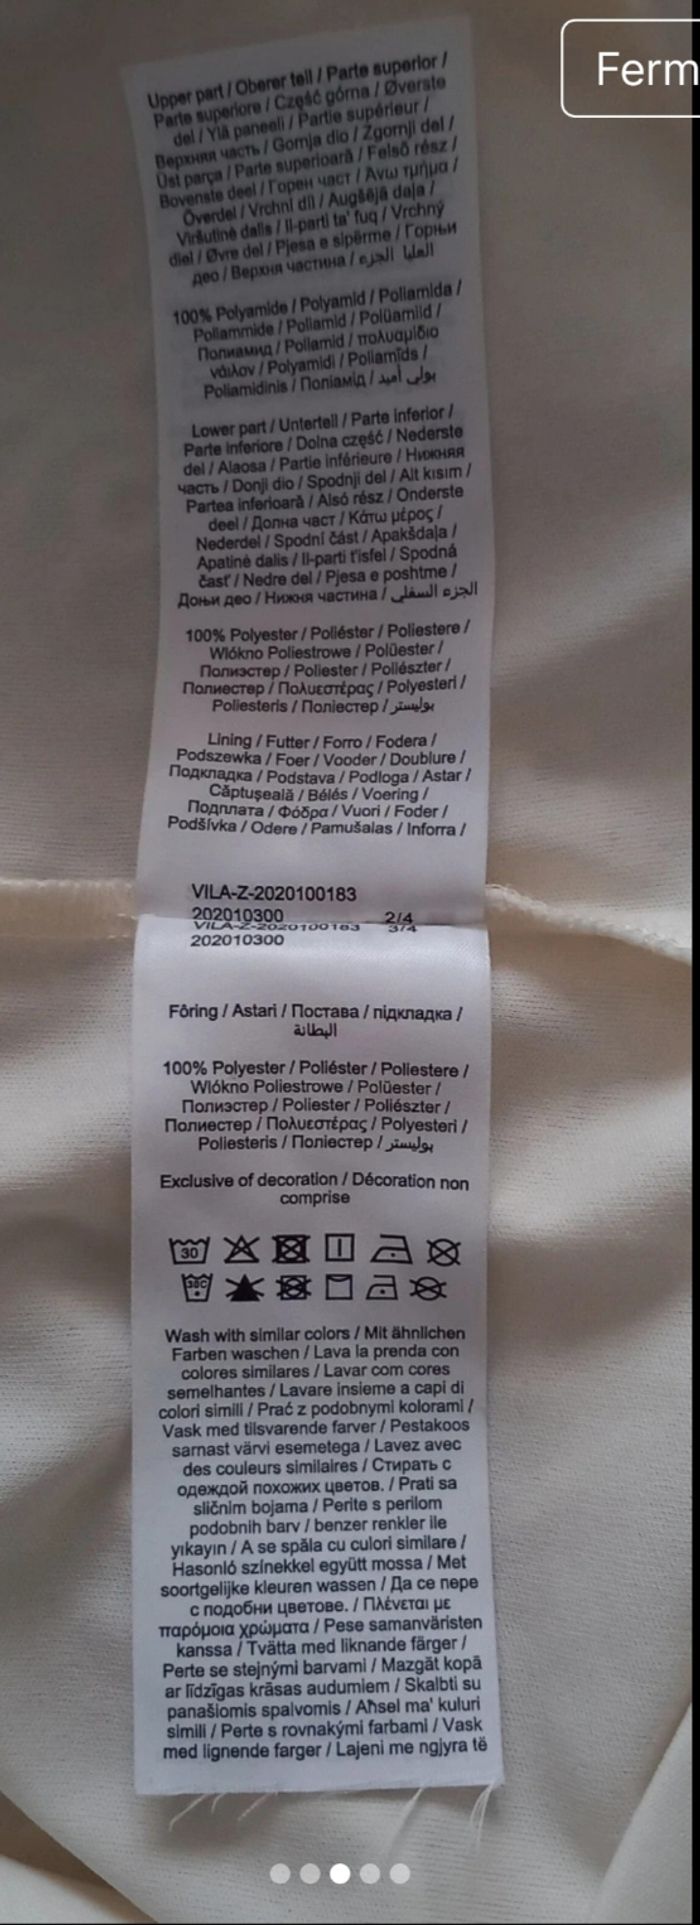 Ferm
Upper part / Oberer teil / Parte superior /
Parte superiore / Część górna / Øverste
del / Ylä paneeli / Partie supérieur /
Верхняя часть / Gornja dio / Zgornji del /
Üst parça / Parte superioară / Felső rész /
Bovenste deel / Горен част / Άνω τμήμα /
Överdel / Vrchní díl / Augšējā daļa /
Viršutinė dalis / Il-parti ta' fuq / Vrchný
diel / Øvre del / Pjesa e sipërme / Горњи
део / Верхня частина / العليا الجزء
100% Polyamide / Polyamid / Poliamida /
Poliammide / Poliamid / Polüamiid /
Полиамид / Poliamid / πολυαμίδιο
νάιλον / Polyamidi / Poliamīds /
Poliamidinis / Поліамід / بولي أميد
Lower part / Unterteil / Parte inferior /
Parte inferiore / Dolna część / Nederste
del / Alaosa / Partie inférieure / Нижняя
часть / Donji dio / Spodnji del / Alt kısım /
Partea inferioară / Alsó rész / Onderste
deel / Долна част / Κάτω μέρος /
Nederdel / Spodní část / Apakšdaļa /
Apatinė dalis / Il-parti t'isfel / Spodná
časť / Nedre del / Pjesa e poshtme /
Доњи део / Нижня частина / الجزء السفلي
100% Polyester / Poliéster / Poliestere /
Wlókno Poliestrowe / Polüester /
Полиэстер / Poliester / Poliészter /
Полиестер / Πολυεστέρας / Polyesteri /
Poliesteris / Поліестер / بوليستر
Lining / Futter / Forro / Fodera /
Podszewka / Foer / Vooder / Doublure /
Подкладка / Podstava / Podloga / Astar /
Căptuşeală / Bélés / Voering /
Подплата / Φόδρα / Vuori / Foder /
Podšívka / Odere / Pamušalas / Inforra /
VILA-Z-2020100183
202010300 2/4
VILA-Z-2020100183 3/4
202010300
Fôring / Astari / Постава / підкладка /
البطانة
100% Polyester / Poliéster / Poliestere /
Wlókno Poliestrowe / Polüester /
Полиэстер / Poliester / Poliészter /
Полиестер / Πολυεστέρας / Polyesteri /
Poliesteris / Поліестер / بوليستر
Exclusive of decoration / Décoration non
comprise
30
30C
Wash with similar colors / Mit ähnlichen
Farben waschen / Lava la prenda con
colores similares / Lavar com cores
semelhantes / Lavare insieme a capi di
colori simili / Prać z podobnymi kolorami /
Vask med tilsvarende farver / Pestakoos
sarnast värvi esemetega / Lavez avec
des couleurs similaires / Стирать с
одеждой похожих цветов. / Prati sa
sličnim bojama / Perite s perilom
podobnih barv / benzer renkler ile
yıkayın / A se spăla cu culori similare /
Hasonló színekkel együtt mossa / Met
soortgelijke kleuren wassen / Да се пере
с подобни цветове. / Πλένεται με
παρόμοια χρώματα / Pese samanväristen
kanssa / Tvätta med liknande färger /
Perte se stejnými barvami / Mazgāt kopā
ar līdzīgas krāsas audumiem / Skalbti su
panašiomis spalvomis / Aħsel ma' kuluri
simili / Perte s rovnakými farbami / Vask
med lignende farger / Lajeni me ngjyra të